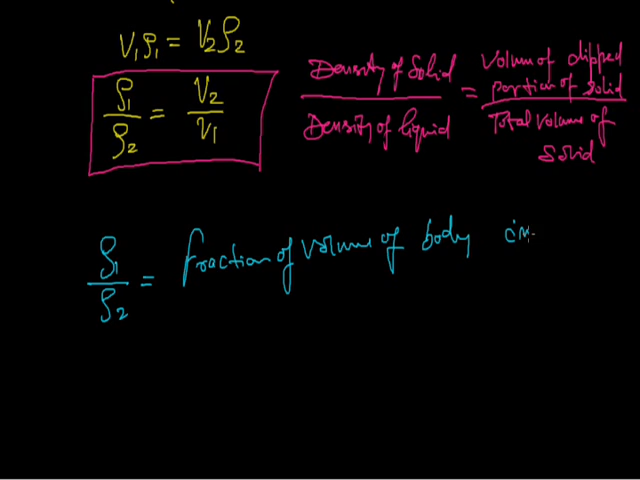 V₁ρ₁ = V₂ρ₂
ρ₁/ρ₂ = V₂/V₁
Density of Solid / Density of liquid = Volume of dipped portion of solid / Total volume of solid
ρ₁/ρ₂ = fraction of volume of body im